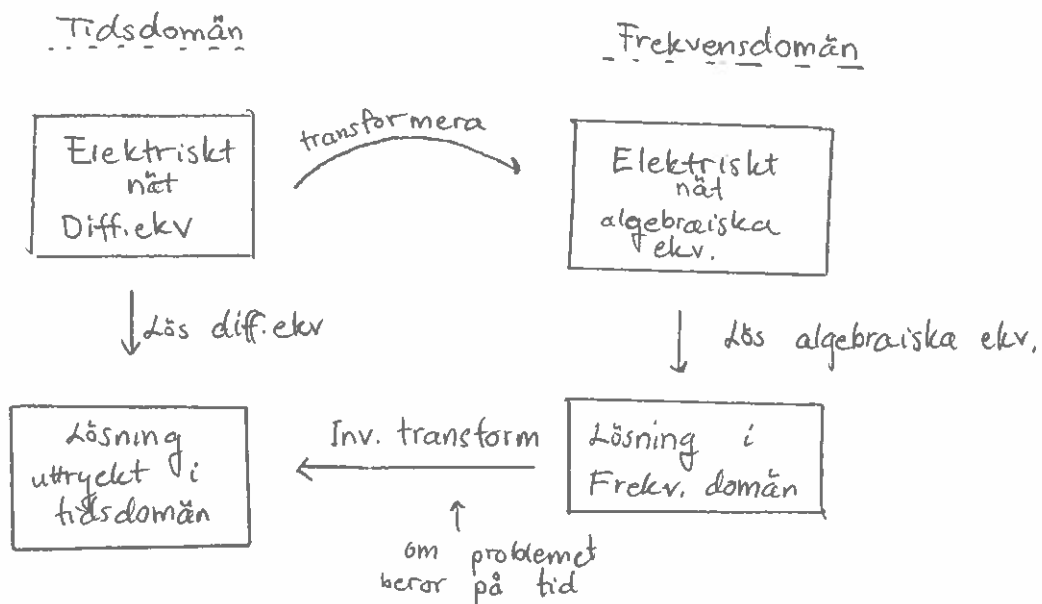 Tidsdomän
Frekvensdomän
Elektriskt
nät
Diff.ekv
transformera
Elektriskt
nät
algebraiska
ekv.
Lös diff.ekv
Lös algebraiska ekv.
Lösning
uttryckt i
tidsdomän
Inv. transform
Lösning i
Frekv. domän
om problemet
beror på tid